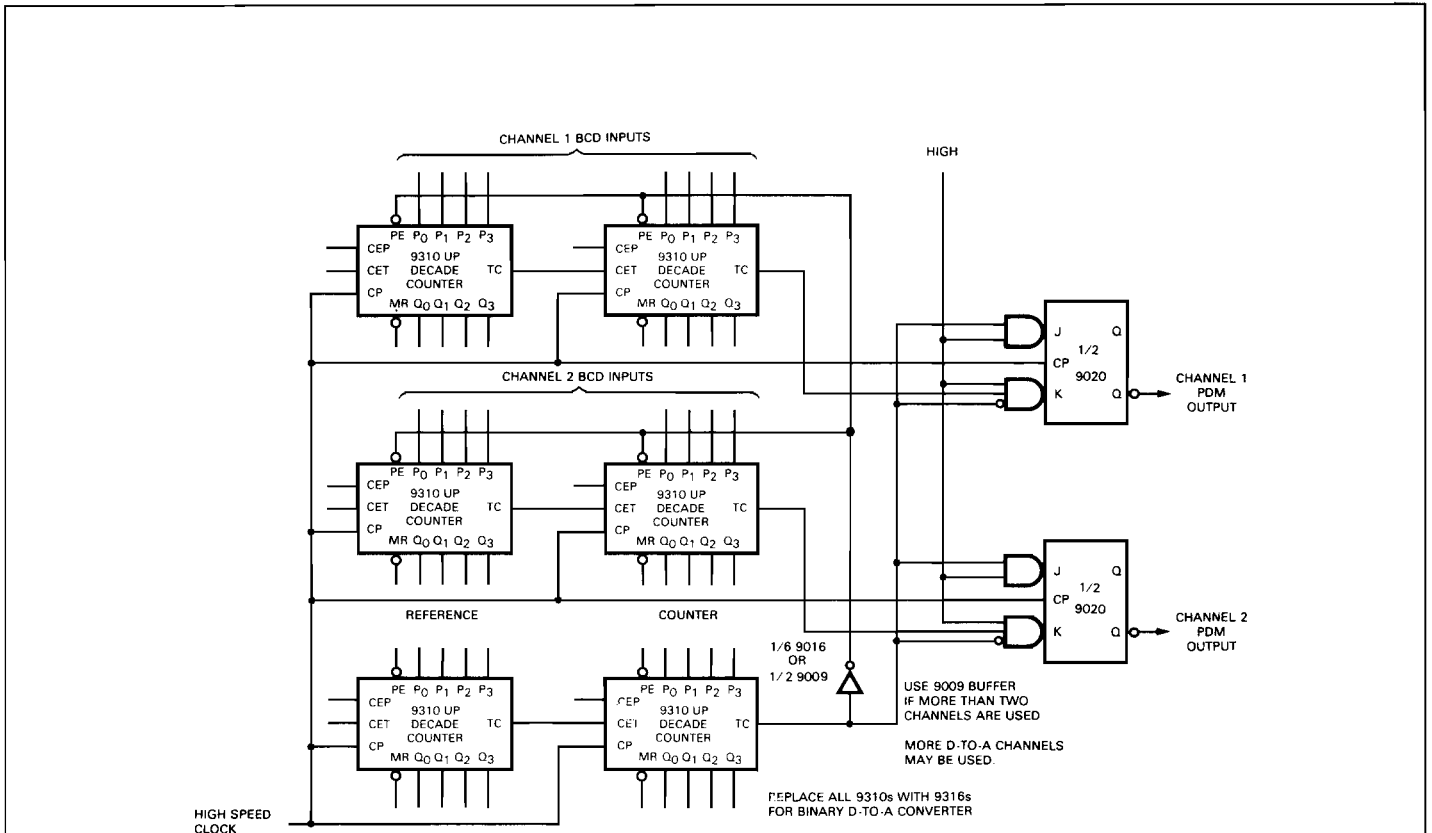 CHANNEL 1 BCD INPUTS
HIGH
PE P0 P1 P2 P3
CEP
9310 UP
CET DECADE TC
COUNTER
CP
MR Q0 Q1 Q2 Q3
PE P0 P1 P2 P3
CEP
9310 UP
CET DECADE TC
COUNTER
CP
MR Q0 Q1 Q2 Q3
J Q
1/2
CP
9020
K Q
CHANNEL 1
PDM
OUTPUT
CHANNEL 2 BCD INPUTS
PE P0 P1 P2 P3
CEP
9310 UP
CET DECADE TC
COUNTER
CP
MR Q0 Q1 Q2 Q3
PE P0 P1 P2 P3
CEP
9310 UP
CET DECADE TC
COUNTER
CP
MR Q0 Q1 Q2 Q3
J Q
1/2
CP
9020
K Q
CHANNEL 2
PDM
OUTPUT
REFERENCE COUNTER
1/6 9016
OR
1/2 9009
PE P0 P1 P2 P3
CEP
9310 UP
CET DECADE TC
COUNTER
CP
MR Q0 Q1 Q2 Q3
PE P0 P1 P2 P3
CEP
9310 UP
CET DECADE TC
COUNTER
CP
MR Q0 Q1 Q2 Q3
USE 9009 BUFFER
IF MORE THAN TWO
CHANNELS ARE USED
MORE D-TO-A CHANNELS
MAY BE USED.
REPLACE ALL 9310s WITH 9316s
FOR BINARY D-TO-A CONVERTER
HIGH SPEED
CLOCK